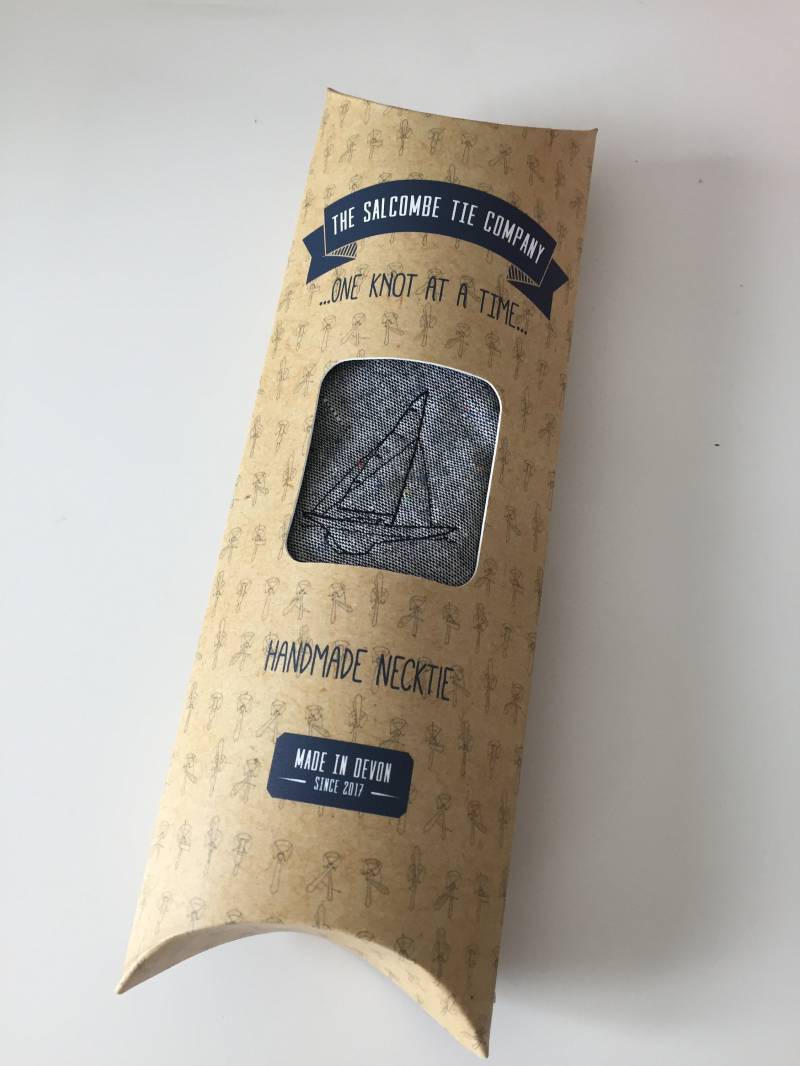 THE SALCOMBE TIE COMPANY
...ONE KNOT AT A TIME...
HANDMADE NECKTIE
MADE IN DEVON
SINCE 2017